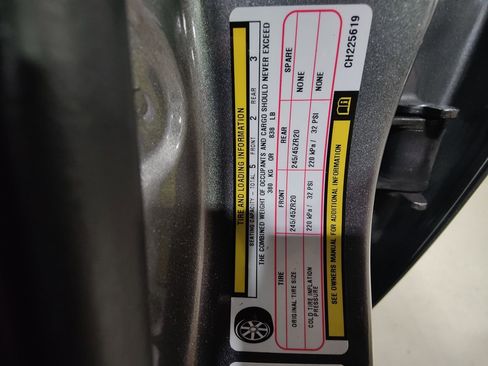 TIRE AND LOADING INFORMATION
SEATING CAPACITY - TOTAL 5 FRONT 2 REAR 3
THE COMBINED WEIGHT OF OCCUPANTS AND CARGO SHOULD NEVER EXCEED
380 KG OR 838 LB
TIRE FRONT REAR SPARE
ORIGINAL TIRE SIZE 245/45ZR20 245/45ZR20 NONE
COLD TIRE INFLATION PRESSURE 220 kPa / 32 PSI 220 kPa / 32 PSI NONE
SEE OWNERS MANUAL FOR ADDITIONAL INFORMATION
CH225619